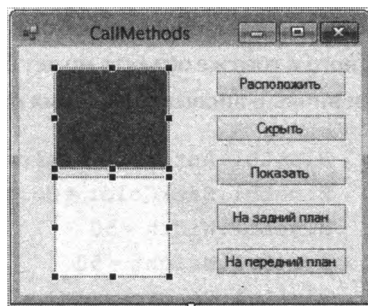 CallMethods
Расположить
Скрыть
Показать
На задний план
На передний план